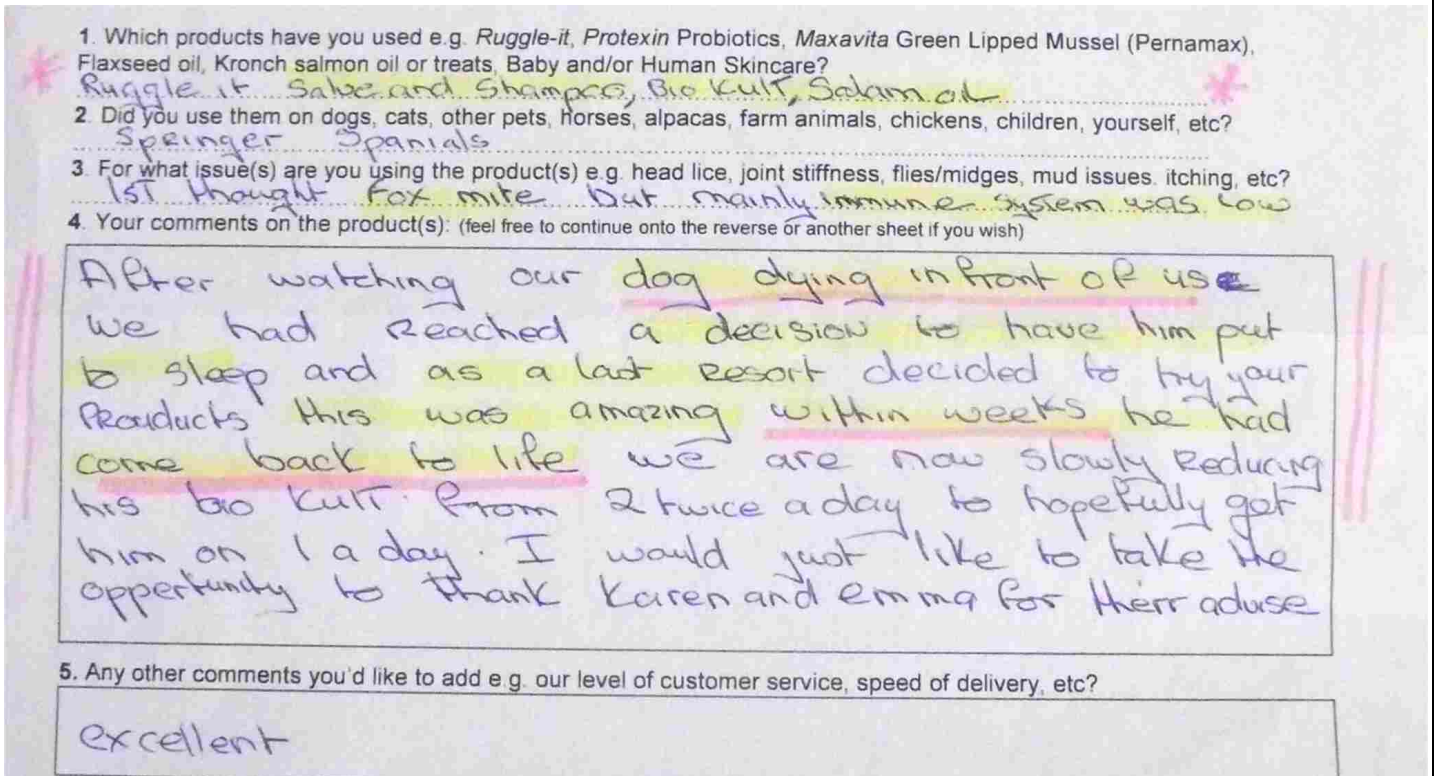 1. Which products have you used e.g. Ruggle-it, Protexin Probiotics, Maxavita Green Lipped Mussel (Pernamax),
Flaxseed oil, Kronch salmon oil or treats, Baby and/or Human Skincare?
Ruggle it Salve and Shampoo, Bio Kult, Salam oil
2. Did you use them on dogs, cats, other pets, horses, alpacas, farm animals, chickens, children, yourself, etc?
Springer Spanials
3. For what issue(s) are you using the product(s) e.g. head lice, joint stiffness, flies/midges, mud issues. itching, etc?
1ST thought Fox mite but mainly immune system was low
4. Your comments on the product(s): (feel free to continue onto the reverse or another sheet if you wish)
After watching our dog dying infront of us
we had Reached a decision to have him put
to sleep and as a last Resort decided to try your
Products this was amazing within weeks he had
come back to life we are now slowly Reducing
his bio Kult. From 2 twice a day to hopefully get
him on 1 a day. I would just like to take the
oppertunity to thank Karen and emma for their advise
5. Any other comments you'd like to add e.g. our level of customer service, speed of delivery, etc?
excellent